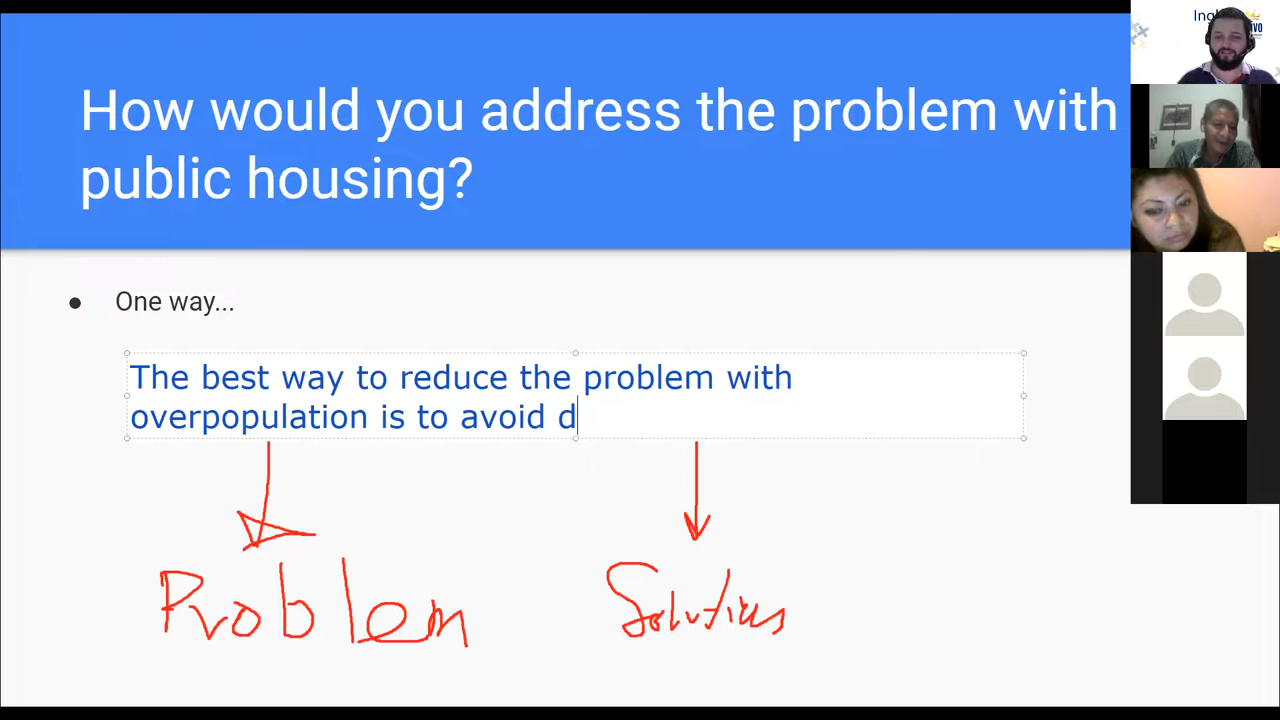 How would you address the problem with
public housing?
● One way...
The best way to reduce the problem with
overpopulation is to avoid d
Problem
Solutions